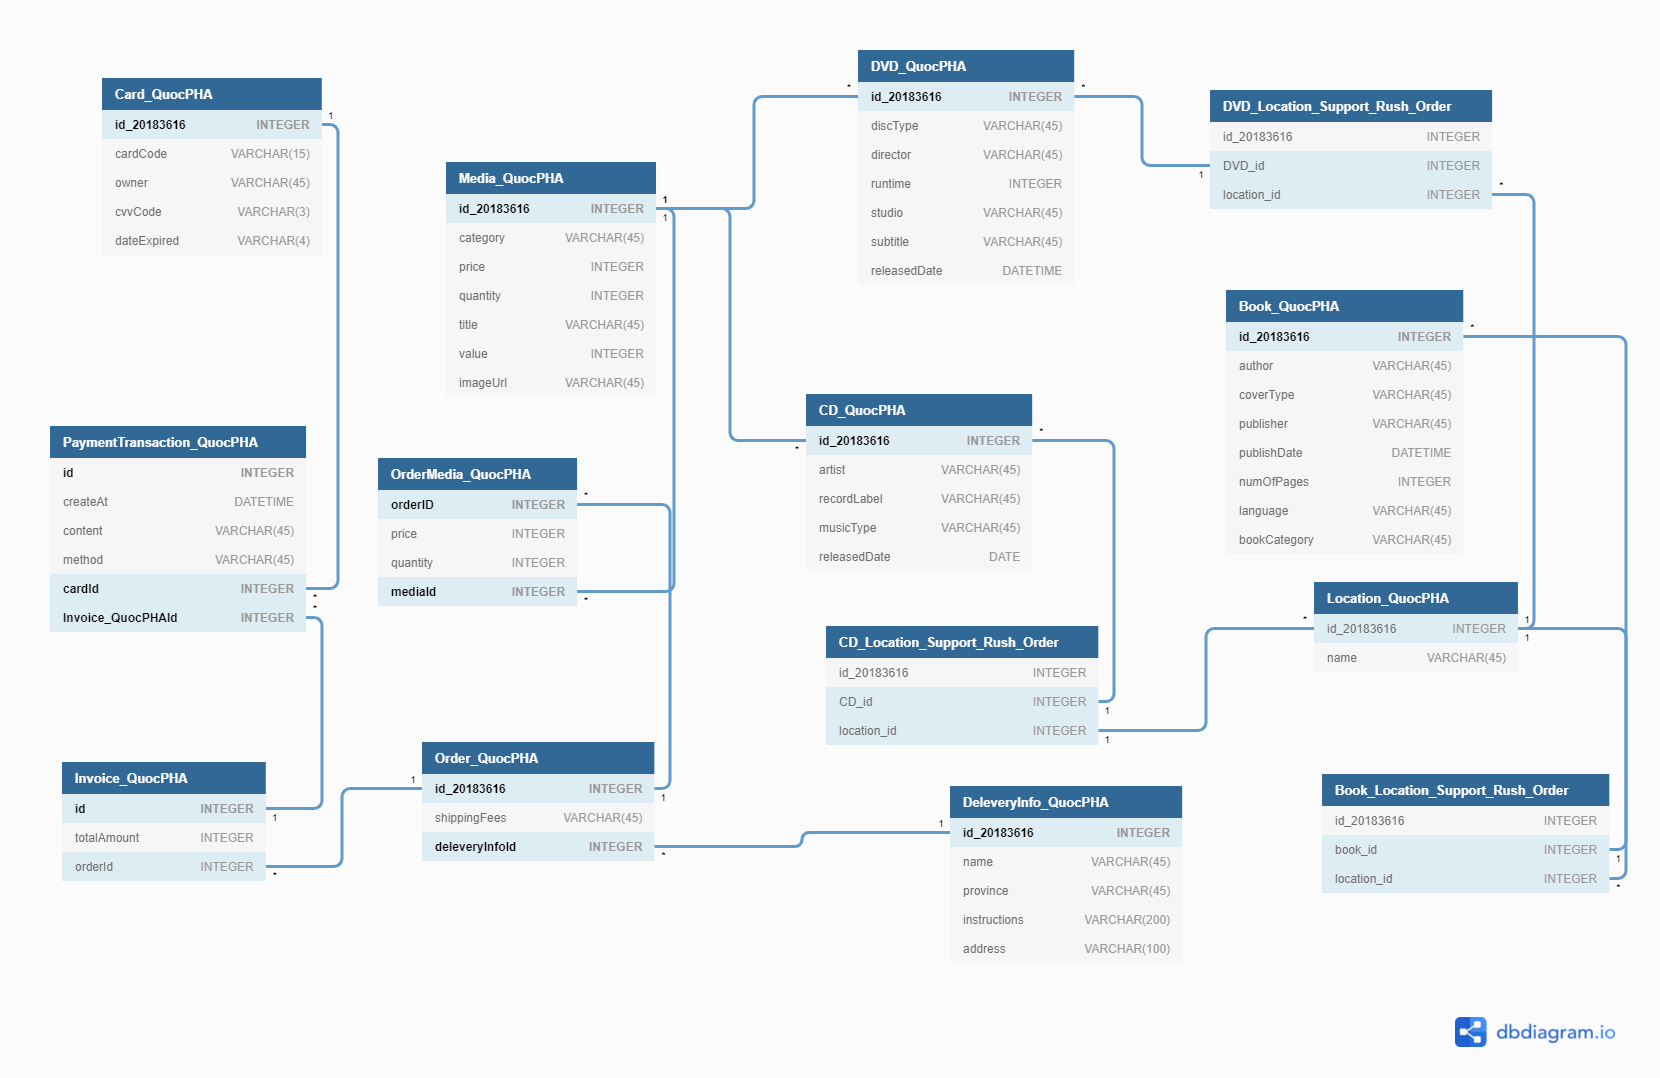 Card_QuocPHA
id_20183616 INTEGER
cardCode VARCHAR(15)
owner VARCHAR(45)
cvvCode VARCHAR(3)
dateExpired VARCHAR(4)
1
Media_QuocPHA
id_20183616 INTEGER
category VARCHAR(45)
price INTEGER
quantity INTEGER
title VARCHAR(45)
value INTEGER
imageUrl VARCHAR(45)
1
1
DVD_QuocPHA
id_20183616 INTEGER
discType VARCHAR(45)
director VARCHAR(45)
runtime INTEGER
studio VARCHAR(45)
subtitle VARCHAR(45)
releasedDate DATETIME
*
*
DVD_Location_Support_Rush_Order
id_20183616 INTEGER
DVD_id INTEGER
location_id INTEGER
1
*
Book_QuocPHA
id_20183616 INTEGER
author VARCHAR(45)
coverType VARCHAR(45)
publisher VARCHAR(45)
publishDate DATETIME
numOfPages INTEGER
language VARCHAR(45)
bookCategory VARCHAR(45)
*
PaymentTransaction_QuocPHA
id INTEGER
createAt DATETIME
content VARCHAR(45)
method VARCHAR(45)
cardId INTEGER
Invoice_QuocPHAId INTEGER
*
*
OrderMedia_QuocPHA
orderID INTEGER
price INTEGER
quantity INTEGER
mediaId INTEGER
*
*
CD_QuocPHA
id_20183616 INTEGER
artist VARCHAR(45)
recordLabel VARCHAR(45)
musicType VARCHAR(45)
releasedDate DATE
*
*
Location_QuocPHA
id_20183616 INTEGER
name VARCHAR(45)
*
1
1
CD_Location_Support_Rush_Order
id_20183616 INTEGER
CD_id INTEGER
location_id INTEGER
1
1
Invoice_QuocPHA
id INTEGER
totalAmount INTEGER
orderId INTEGER
1
*
Order_QuocPHA
id_20183616 INTEGER
shippingFees VARCHAR(45)
deleveryInfoId INTEGER
1
1
*
DeleveryInfo_QuocPHA
id_20183616 INTEGER
name VARCHAR(45)
province VARCHAR(45)
instructions VARCHAR(200)
address VARCHAR(100)
1
Book_Location_Support_Rush_Order
id_20183616 INTEGER
book_id INTEGER
location_id INTEGER
1
*
dbdiagram.io